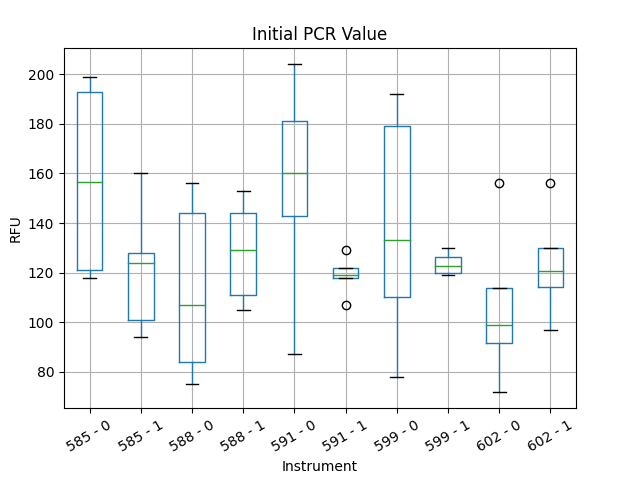 Initial PCR Value
200
180
160
140
120
100
80
RFU
585 - 0
585 - 1
588 - 0
588 - 1
591 - 0
591 - 1
599 - 0
599 - 1
602 - 0
602 - 1
Instrument